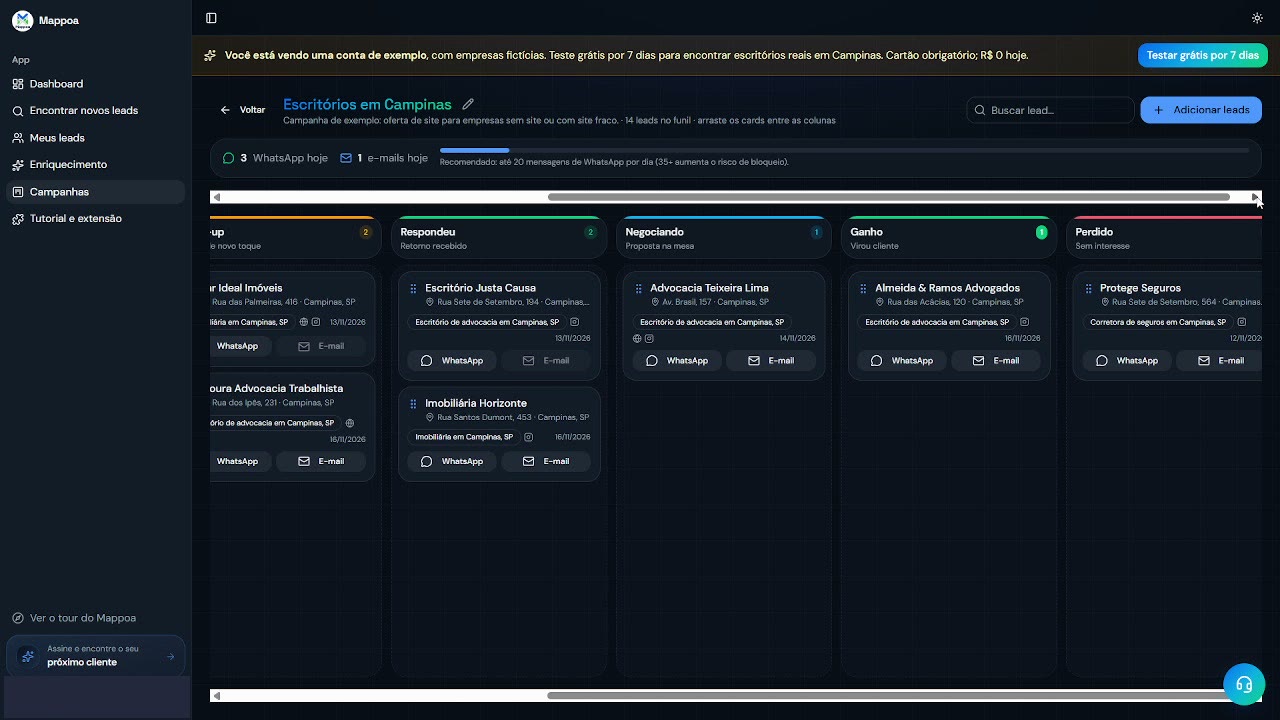 Mappoa
App
Dashboard
Encontrar novos leads
Meus leads
Enriquecimento
Campanhas
Tutorial e extensão
Ver o tour do Mappoa
Assine e encontre o seu
próximo cliente
Você está vendo uma conta de exemplo, com empresas fictícias. Teste grátis por 7 dias para encontrar escritórios reais em Campinas. Cartão obrigatório; R$ 0 hoje.
Testar grátis por 7 dias
Voltar
Escritórios em Campinas
Campanha de exemplo: oferta de site para empresas sem site ou com site fraco. · 14 leads no funil · arraste os cards entre as colunas
Buscar lead...
Adicionar leads
3 WhatsApp hoje
1 e-mails hoje
Recomendado: até 20 mensagens de WhatsApp por dia (35+ aumenta o risco de bloqueio).
-up
2
e novo toque
ar Ideal Imóveis
Rua das Palmeiras, 416 · Campinas, SP
iliária em Campinas, SP
13/11/2026
WhatsApp
E-mail
oura Advocacia Trabalhista
Rua dos Ipês, 231 · Campinas, SP
ório de advocacia em Campinas, SP
16/11/2026
WhatsApp
E-mail
Respondeu
2
Retorno recebido
Escritório Justa Causa
Rua Sete de Setembro, 194 · Campinas,...
Escritório de advocacia em Campinas, SP
13/11/2026
WhatsApp
E-mail
Imobiliária Horizonte
Rua Santos Dumont, 453 · Campinas, SP
Imobiliária em Campinas, SP
16/11/2026
WhatsApp
E-mail
Negociando
1
Proposta na mesa
Advocacia Teixeira Lima
Av. Brasil, 157 · Campinas, SP
Escritório de advocacia em Campinas, SP
14/11/2026
WhatsApp
E-mail
Ganho
1
Virou cliente
Almeida & Ramos Advogados
Rua das Acácias, 120 · Campinas, SP
Escritório de advocacia em Campinas, SP
16/11/2026
WhatsApp
E-mail
Perdido
Sem interesse
Protege Seguros
Rua Sete de Setembro, 564 · Campinas
Corretora de seguros em Campinas, SP
12/11/20
WhatsApp
E-mail